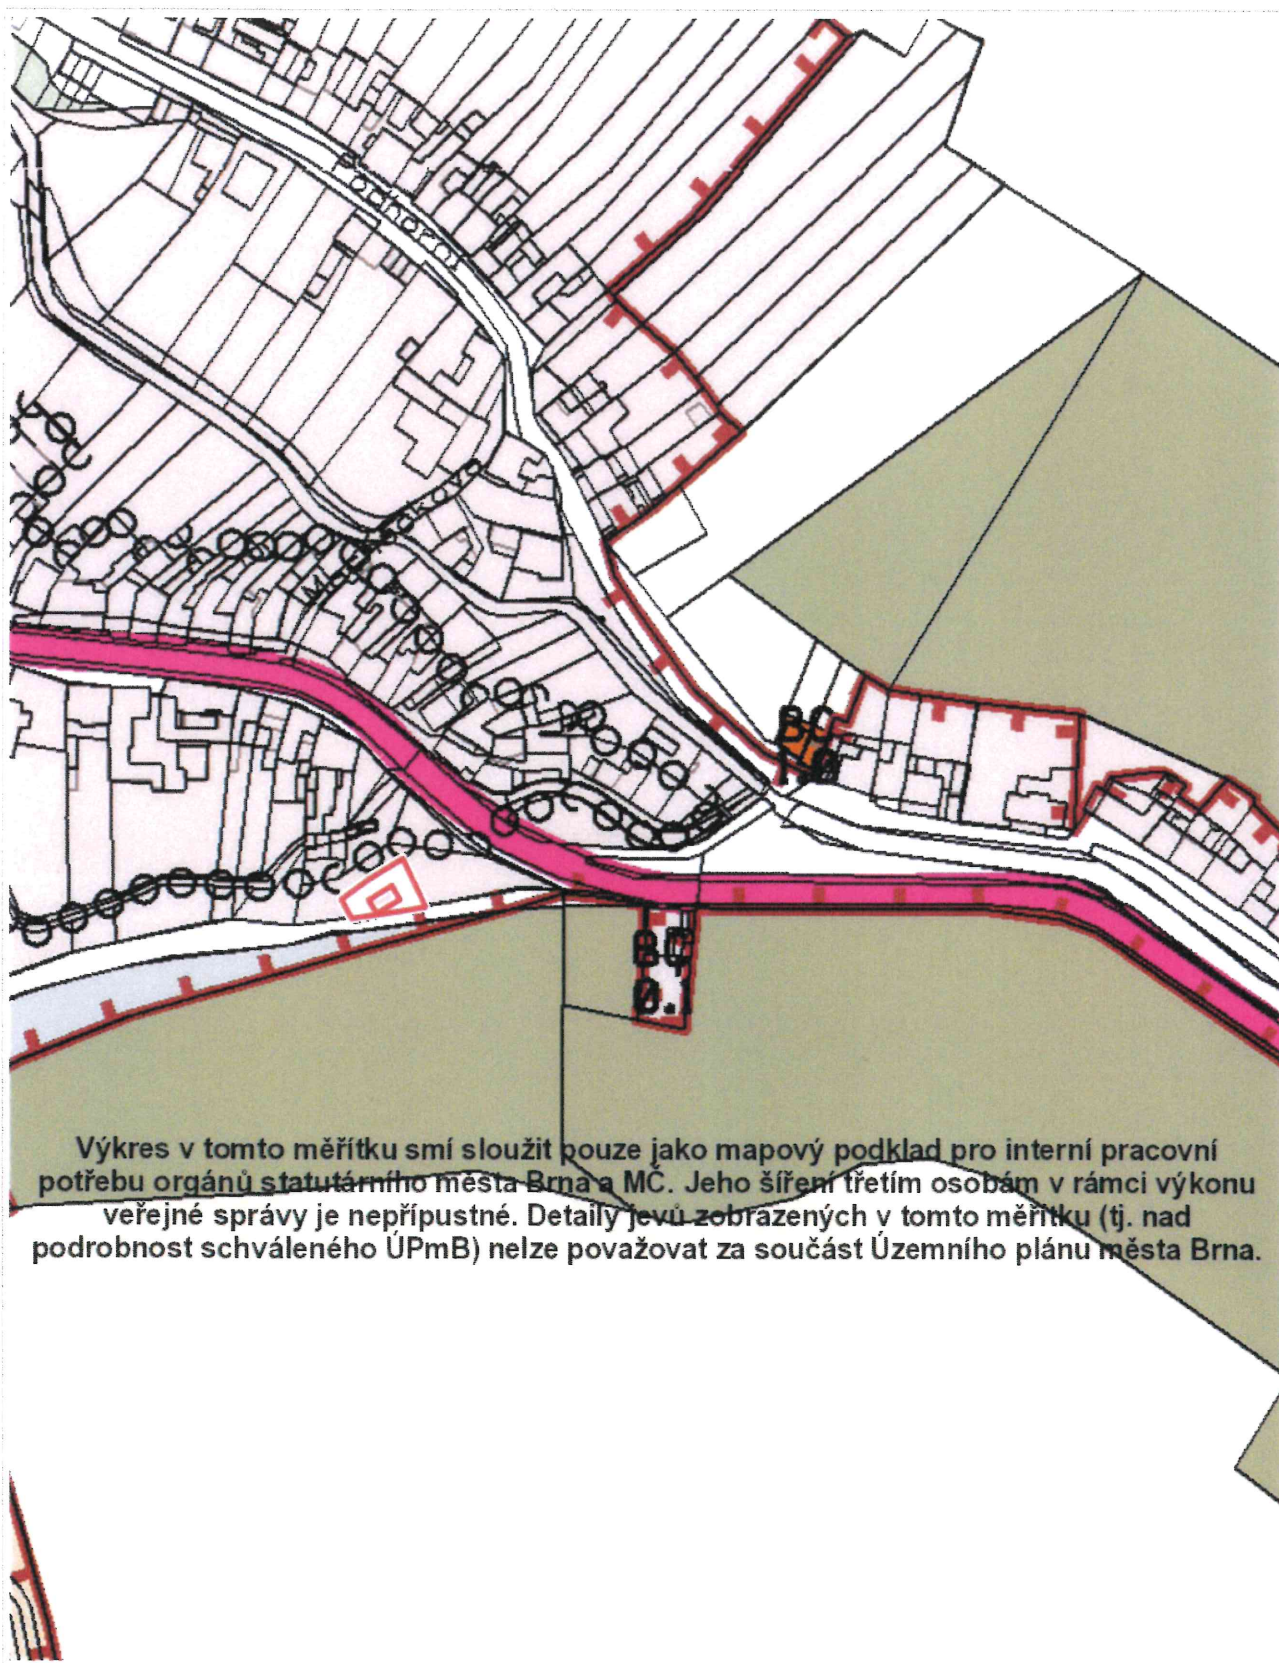 Podhorní
BC
BC
0.1
Výkres v tomto měřítku smí sloužit pouze jako mapový podklad pro interní pracovní
potřebu orgánů statutárního města Brna a MČ. Jeho šíření třetím osobám v rámci výkonu
veřejné správy je nepřípustné. Detaily jevů zobrazených v tomto měřítku (tj. nad
podrobnost schváleného ÚPmB) nelze považovat za součást Územního plánu města Brna.